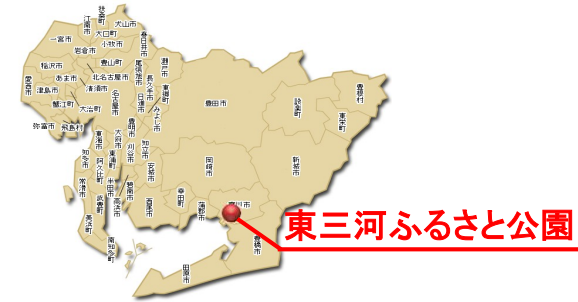 扶桑町
犬山市
江南市
大口町
一宮市
小牧市
岩倉市
春日井市
瀬戸市
稲沢市
豊山町
尾張旭市
あま市
北名古屋市
長久手市
愛西市
津島市
清須市
名古屋市
日進市
東郷町
蟹江町
大治町
みよし市
弥富市
飛島村
豊明市
豊田市
設楽町
豊根村
東栄町
東海市
大府市
刈谷市
知立市
知多市
東浦町
阿久比町
安城市
岡崎市
新城市
常滑市
半田市
高浜市
碧南市
武豊町
西尾市
幸田町
蒲郡市
豊川市
美浜町
南知多町
豊橋市
田原市
東三河ふるさと公園